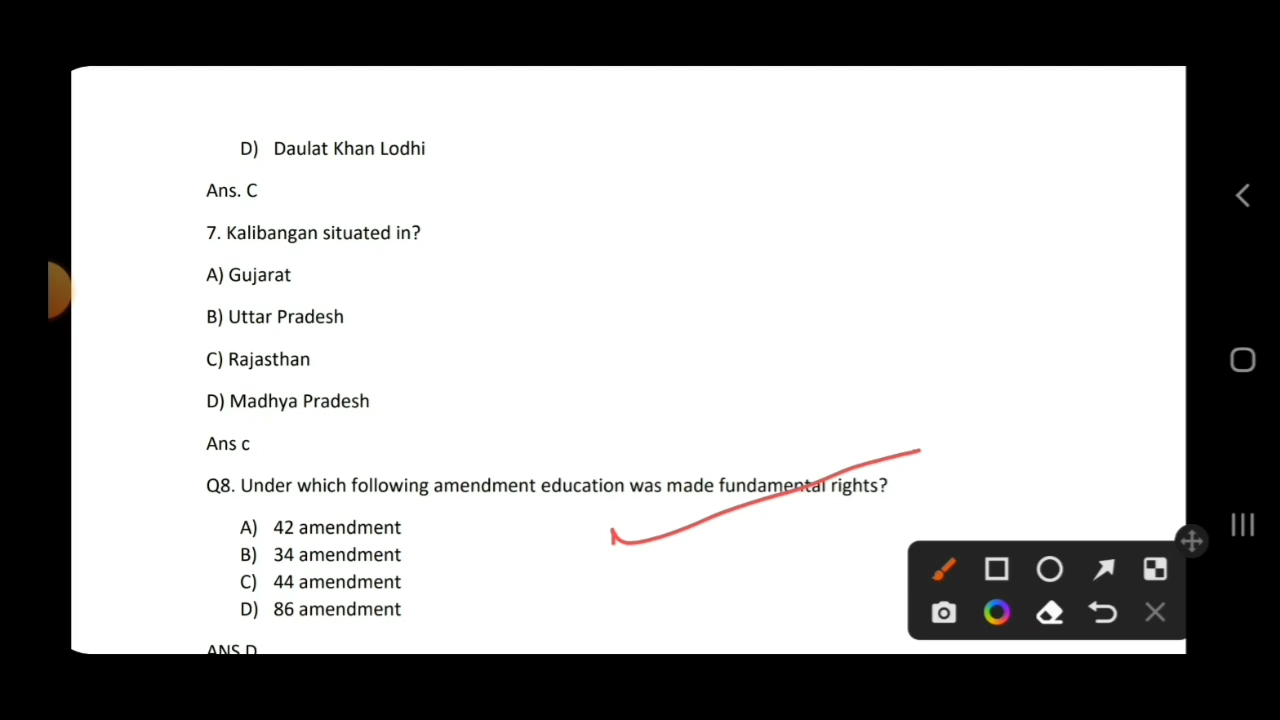 D) Daulat Khan Lodhi
Ans. C
7. Kalibangan situated in?
A) Gujarat
B) Uttar Pradesh
C) Rajasthan
D) Madhya Pradesh
Ans c
Q8. Under which following amendment education was made fundamental rights?
A) 42 amendment
B) 34 amendment
C) 44 amendment
D) 86 amendment
ANS D